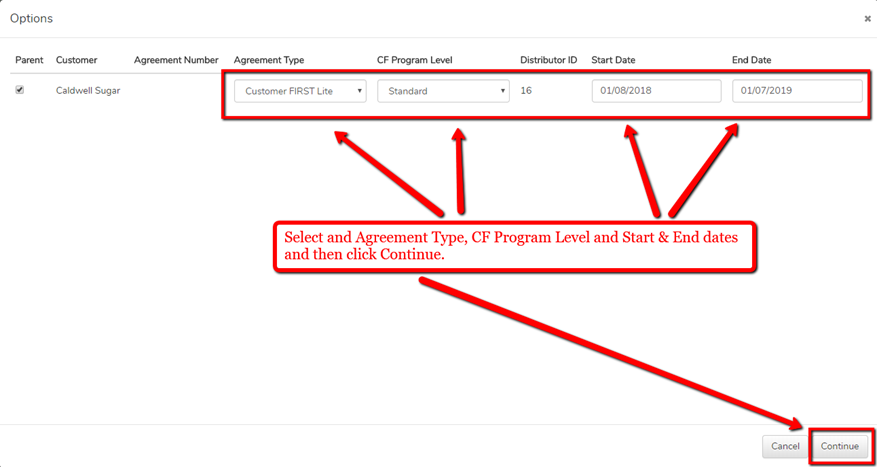 Options
×
Parent Customer Agreement Number Agreement Type CF Program Level Distributor ID Start Date End Date
Caldwell Sugar Customer FIRST Lite Standard 16 01/08/2018 01/07/2019
Select and Agreement Type, CF Program Level and Start & End dates
and then click Continue.
Cancel Continue